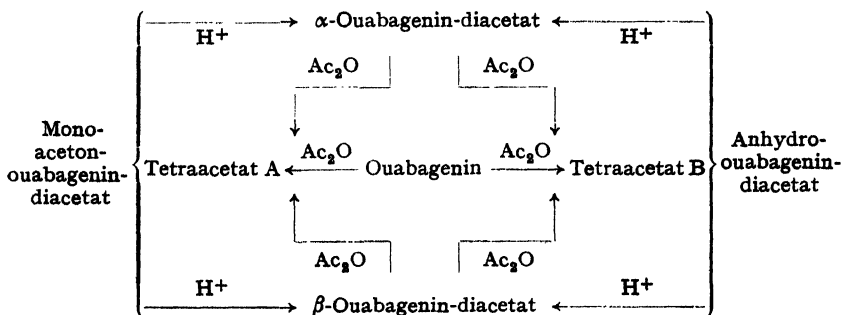 α-Ouabagenin-diacetat
H+ H+
Ac₂O Ac₂O
Mono-
aceton-
ouabagenin-
diacetat
Tetraacetat A Ac₂O Ouabagenin Ac₂O Tetraacetat B
Anhydro-
ouabagenin-
diacetat
Ac₂O Ac₂O
H+ H+
β-Ouabagenin-diacetat